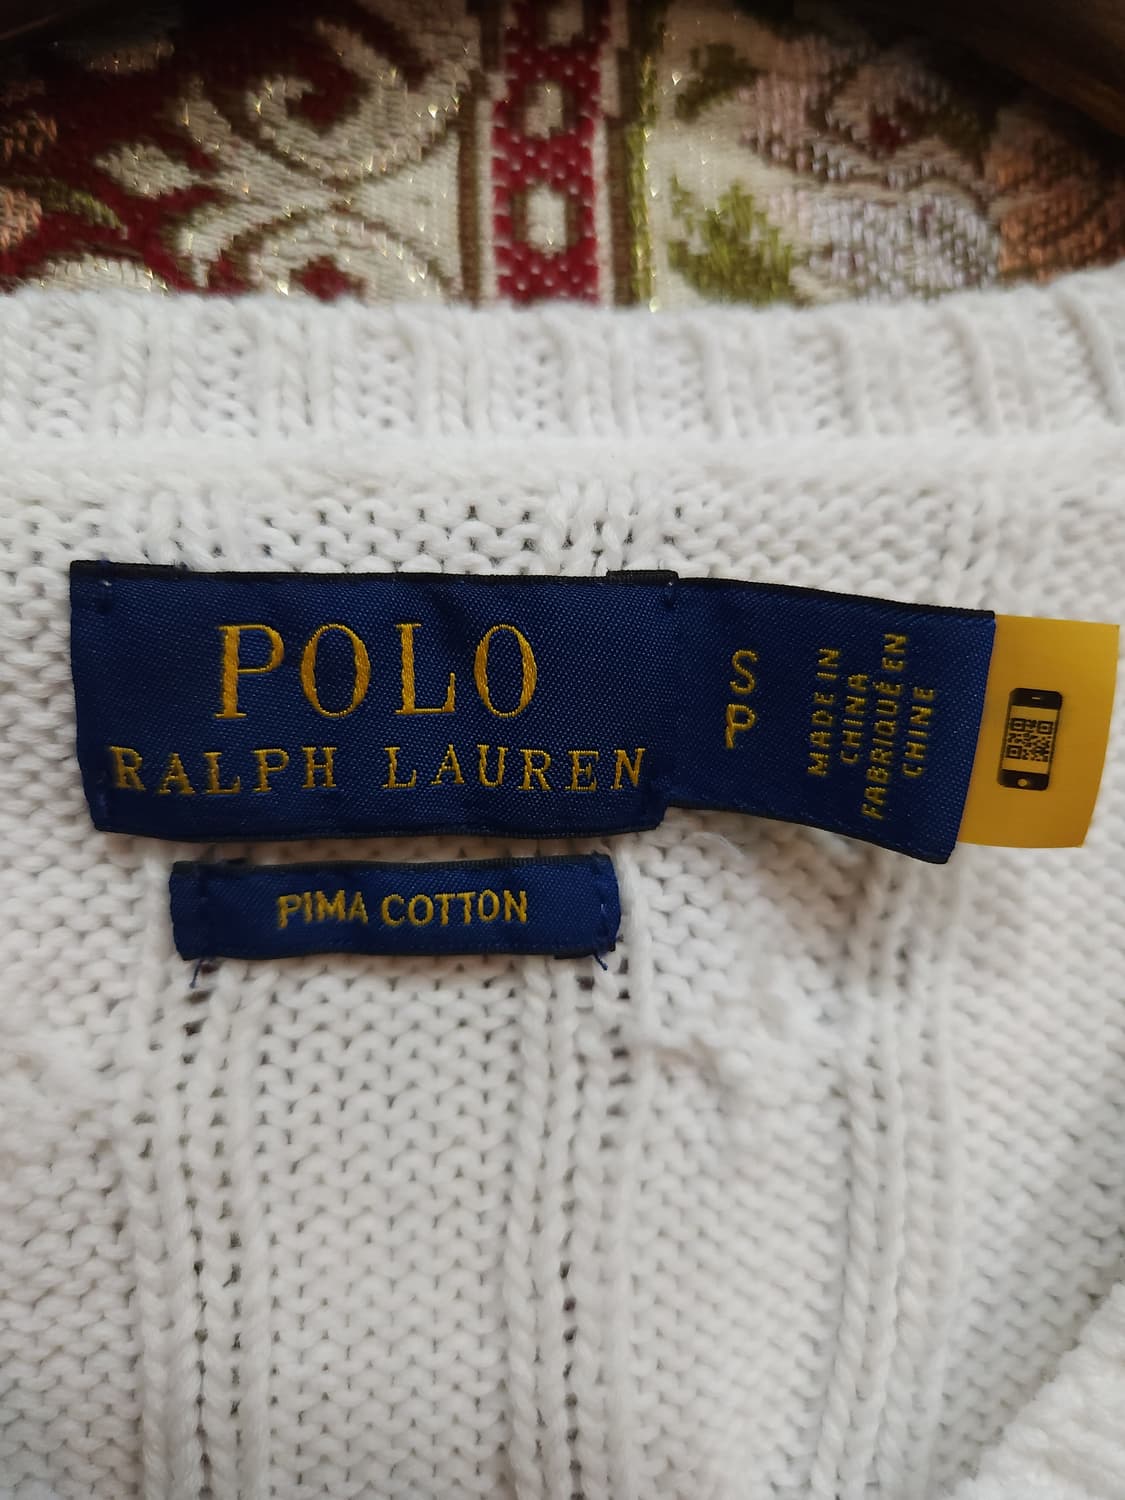 POLO
RALPH LAUREN
S
P
MADE IN
CHINA
FABRIQUÉ EN
CHINE
PIMA COTTON